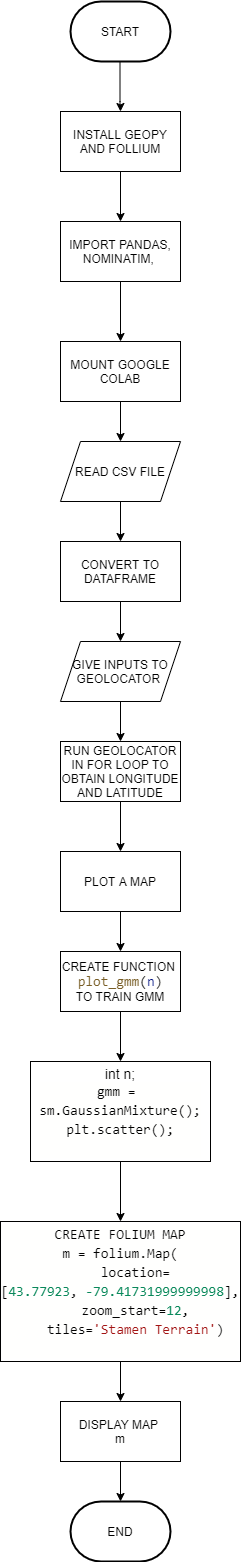 START
INSTALL GEOPY
AND FOLLIUM
IMPORT PANDAS,
NOMINATIM,
MOUNT GOOGLE
COLAB
READ CSV FILE
CONVERT TO
DATAFRAME
GIVE INPUTS TO
GEOLOCATOR
RUN GEOLOCATOR
IN FOR LOOP TO
OBTAIN LONGITUDE
AND LATITUDE
PLOT A MAP
CREATE FUNCTION
plot_gmm(n)
TO TRAIN GMM
int n;
gmm =
sm.GaussianMixture();
plt.scatter();
CREATE FOLIUM MAP
m = folium.Map(
location=
[43.77923, -79.41731999999998],
zoom_start=12,
tiles='Stamen Terrain')
DISPLAY MAP
m
END